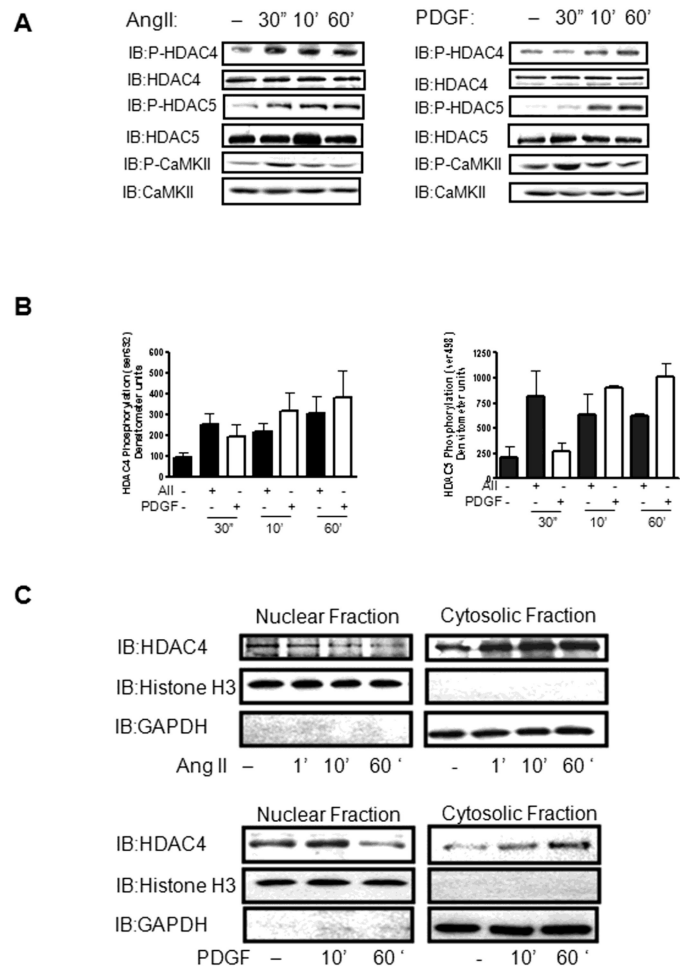 A
AngII: – 30” 10’ 60’
IB:P-HDAC4
IB:HDAC4
IB:P-HDAC5
IB:HDAC5
IB:P-CaMKII
IB:CaMKII
PDGF: – 30” 10’ 60’
IB:P-HDAC4
IB:HDAC4
IB:P-HDAC5
IB:HDAC5
IB:P-CaMKII
IB:CaMKII
B
HDAC4 Phosphorylation (ser632)
Densitometer units
600
500
400
300
200
100
0
AII - + - + - + -
PDGF - - + - + - +
30” 10’ 60’
HDAC5 Phosphorylation (ser498)
Densitometer units
1250
1000
750
500
250
0
AII - + - + - + -
PDGF - - + - + - +
30” 10’ 60’
C
Nuclear Fraction Cytosolic Fraction
IB:HDAC4
IB:Histone H3
IB:GAPDH
Ang II – 1’ 10’ 60 ‘ - 1’ 10’ 60 ‘
Nuclear Fraction Cytosolic Fraction
IB:HDAC4
IB:Histone H3
IB:GAPDH
PDGF – 10’ 60 ‘ - 10’ 60 ‘